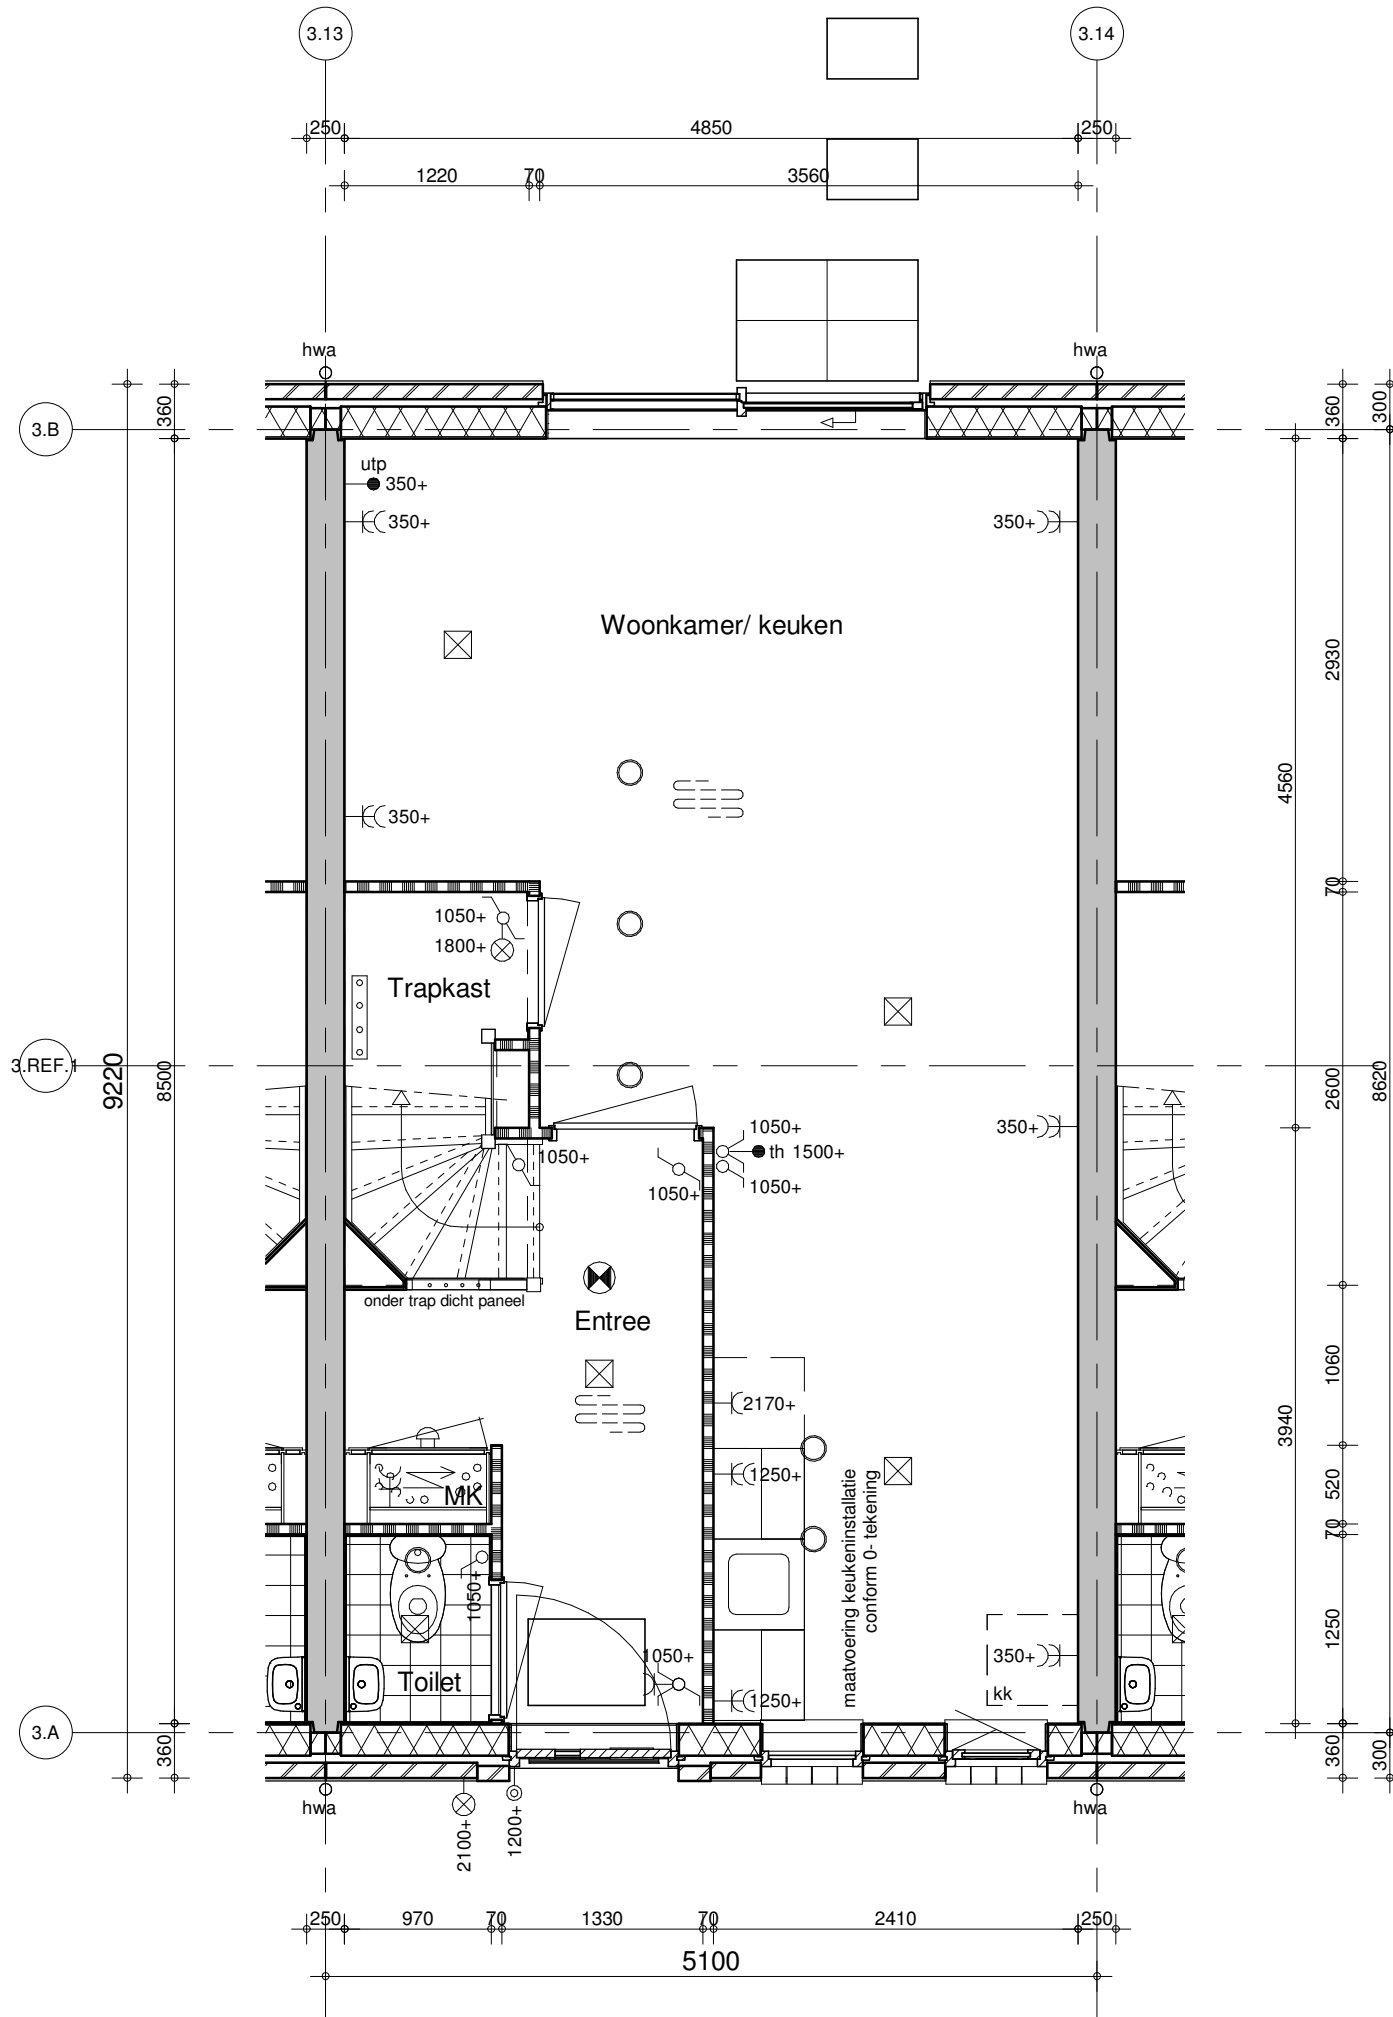 3.13
3.14
250
4850
250
1220
70
3560
hwa
hwa
360
360
300
3.B
utp
350+
350+
350+
Woonkamer/ keuken
2930
4560
350+
70
1050+
1800+
Trapkast
3.REF.1
9220
8500
2600
8620
1050+
350+
1050+
th 1500+
1050+
1050+
onder trap dicht paneel
Entree
1060
2170+
3940
1250+
MK
520
70
maatvoering keukeninstallatie
conform 0- tekening
1050+
1250
1050+
350+
Toilet
kk
1250+
3.A
360
360
300
hwa
hwa
2100+
1200+
250
970
70
1330
70
2410
250
5100